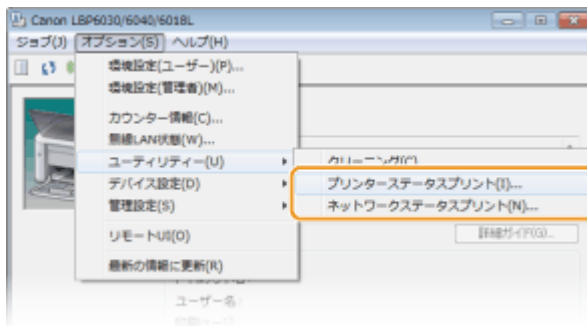 Canon LBP6030/6040/6018L
ジョブ(J) オプション(S) ヘルプ(H)
環境設定(ユーザー)(P)...
環境設定(管理者)(M)...
カウンター情報(C)...
無線LAN状態(W)...
ユーティリティー(U)
クリーニング(C)
デバイス設定(D)
プリンターステータスプリント(I)...
管理設定(S)
ネットワークステータスプリント(N)...
リモートUI(O)
詳細ガイド(G)...
最新の情報に更新(R)
ユーザー名: